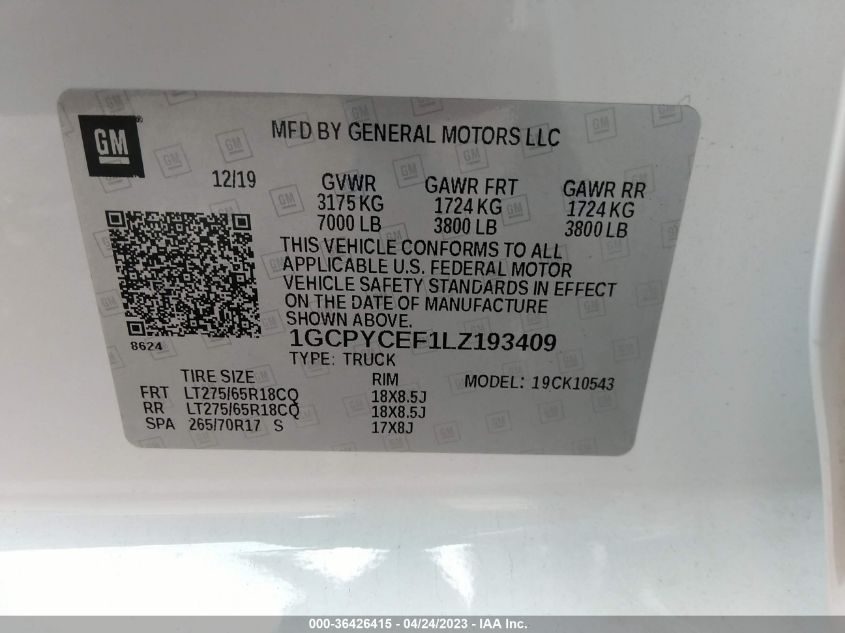 GM
MFD BY GENERAL MOTORS LLC
12/19 GVWR GAWR FRT GAWR RR
3175 KG 1724 KG 1724 KG
7000 LB 3800 LB 3800 LB
THIS VEHICLE CONFORMS TO ALL
APPLICABLE U.S. FEDERAL MOTOR
VEHICLE SAFETY STANDARDS IN EFFECT
ON THE DATE OF MANUFACTURE
SHOWN ABOVE.
8624
1GCPYCEF1LZ193409
TYPE: TRUCK
TIRE SIZE RIM MODEL: 19CK10543
FRT LT275/65R18CQ 18X8.5J
RR LT275/65R18CQ 18X8.5J
SPA 265/70R17 S 17X8J
000-36426415 - 04/24/2023 - IAA Inc.